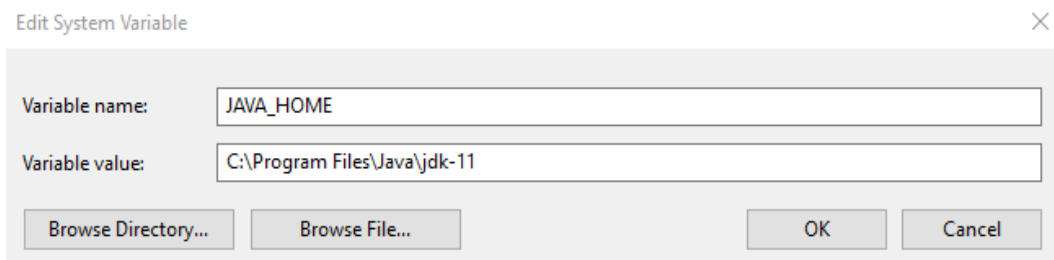 Edit System Variable
Variable name: JAVA_HOME
Variable value: C:\Program Files\Java\jdk-11
Browse Directory... Browse File... OK Cancel